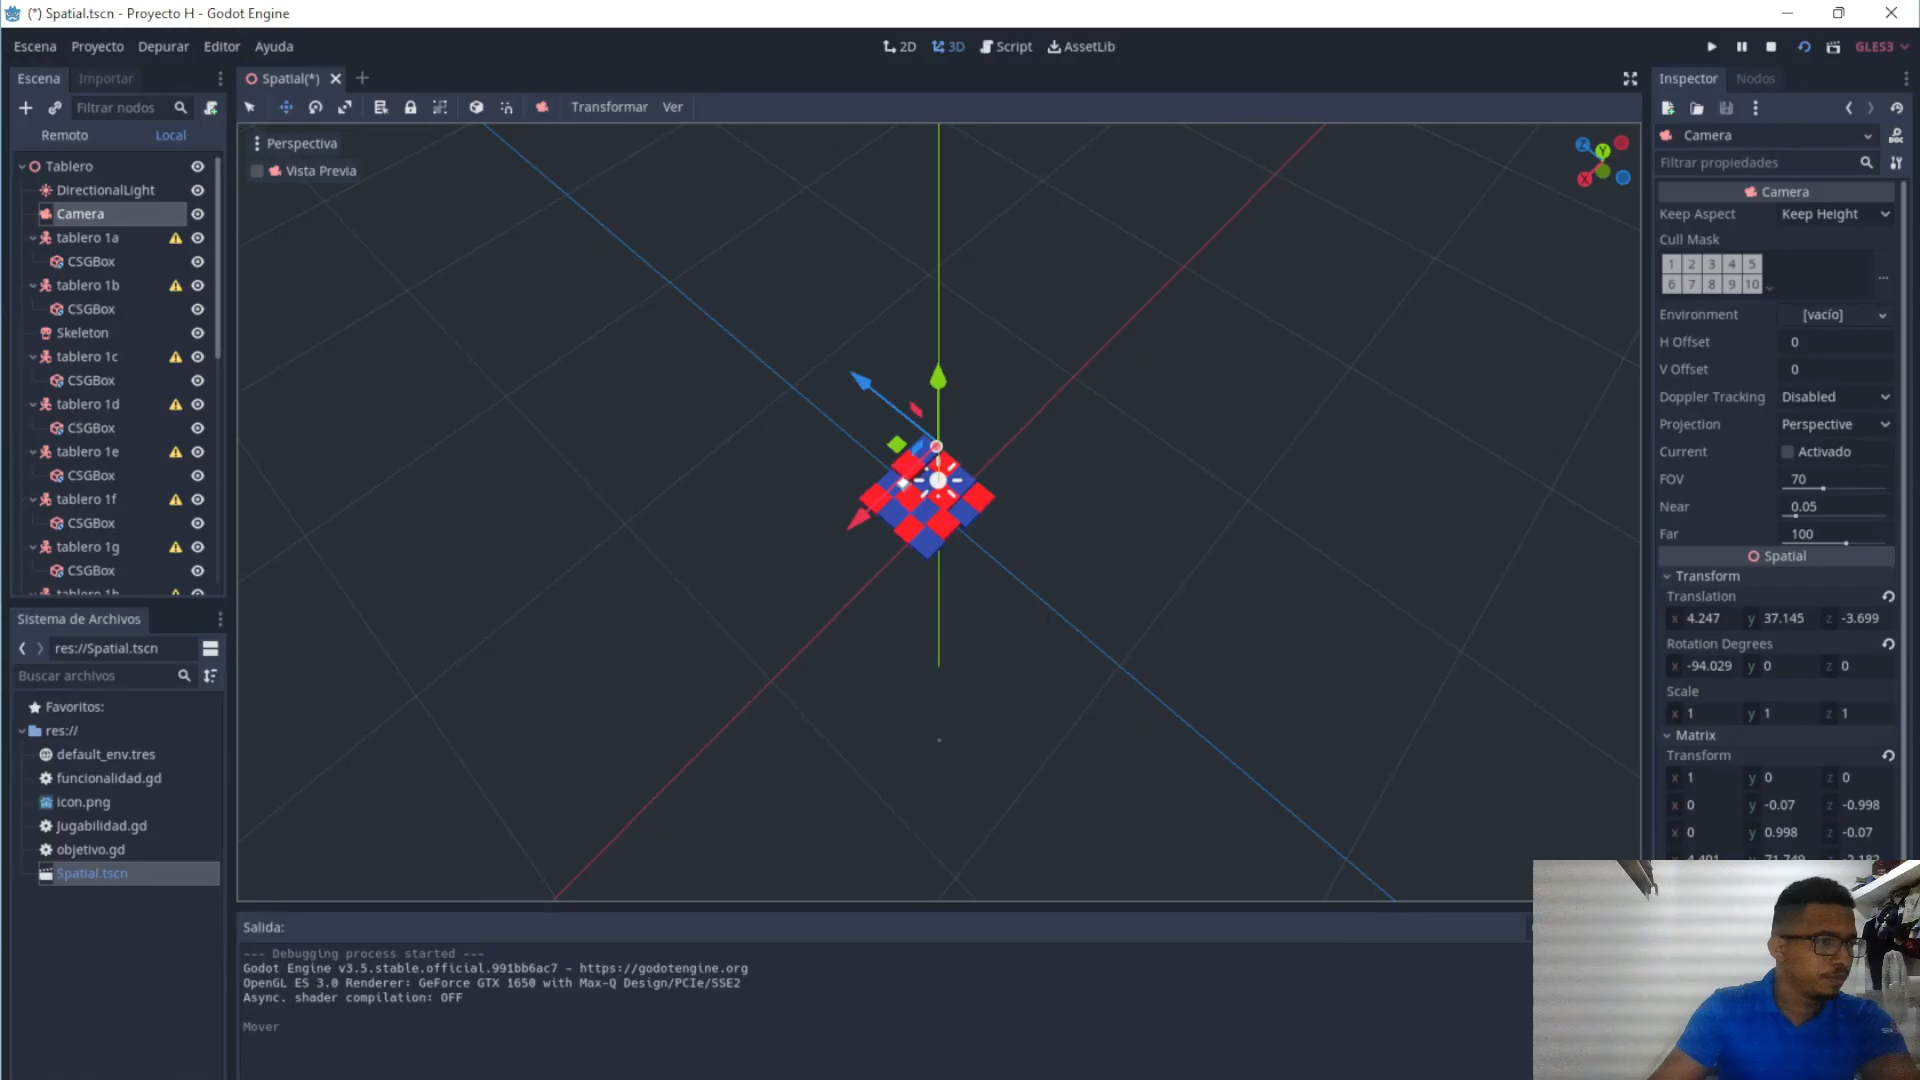 (*) Spatial.tscn - Proyecto H - Godot Engine
Escena Proyecto Depurar Editor Ayuda
2D 3D Script AssetLib
GLES3
Escena Importar
Spatial(*)
Inspector Nodos
Filtrar nodos
Transformar Ver
Remoto Local
Camera
Perspectiva
Vista Previa
Filtrar propiedades
Tablero
DirectionalLight
Camera
tablero 1a
CSGBox
tablero 1b
CSGBox
Skeleton
tablero 1c
CSGBox
tablero 1d
CSGBox
tablero 1e
CSGBox
tablero 1f
CSGBox
tablero 1g
CSGBox
tablero 1h
Z Y X
Camera
Keep Aspect Keep Height
Cull Mask
1 2 3 4 5
6 7 8 9 10
Environment [vacío]
H Offset 0
V Offset 0
Doppler Tracking Disabled
Projection Perspective
Current Activado
FOV 70
Near 0.05
Far 100
Spatial
Transform
Translation
x 4.247 y 37.145 z -3.699
Rotation Degrees
x -94.029 y 0 z 0
Scale
x 1 y 1 z 1
Matrix
Transform
x 1 y 0 z 0
x 0 y -0.07 z -0.998
x 0 y 0.998 z -0.07
Sistema de Archivos
res://Spatial.tscn
Buscar archivos
Favoritos:
res://
default_env.tres
funcionalidad.gd
icon.png
Jugabilidad.gd
objetivo.gd
Spatial.tscn
Salida:
--- Debugging process started ---
Godot Engine v3.5.stable.official.991bb6ac7 - https://godotengine.org
OpenGL ES 3.0 Renderer: GeForce GTX 1650 with Max-Q Design/PCIe/SSE2
Async. shader compilation: OFF
Mover